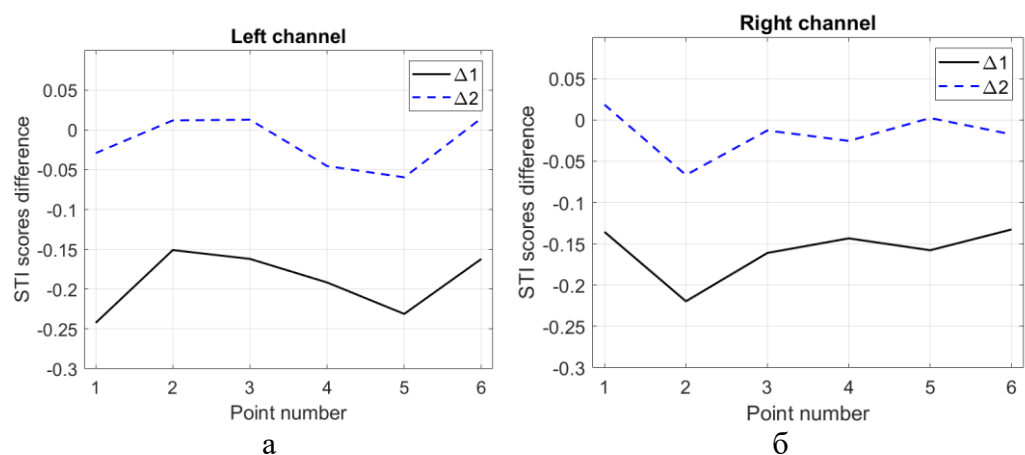 Left channel
Δ1
Δ2
0.05
0
-0.05
-0.1
-0.15
-0.2
-0.25
-0.3
STI scores difference
1 2 3 4 5 6
Point number
а
Right channel
Δ1
Δ2
0.05
0
-0.05
-0.1
-0.15
-0.2
-0.25
-0.3
STI scores difference
1 2 3 4 5 6
Point number
б